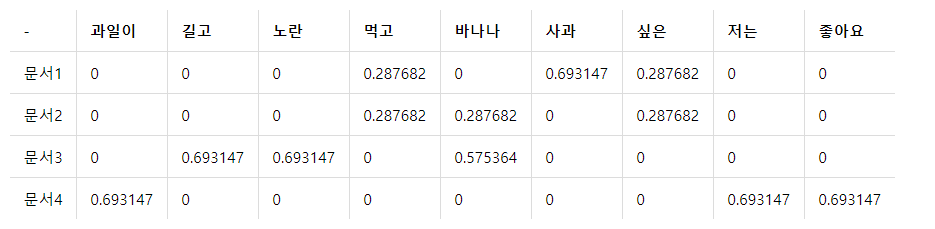 - 과일이 길고 노란 먹고 바나나 사과 싶은 저는 좋아요
문서1 0 0 0 0.287682 0 0.693147 0.287682 0 0
문서2 0 0 0 0.287682 0.287682 0 0.287682 0 0
문서3 0 0.693147 0.693147 0 0.575364 0 0 0 0
문서4 0.693147 0 0 0 0 0 0 0.693147 0.693147